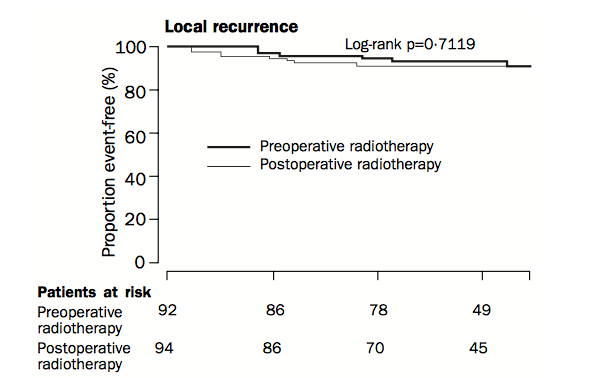 Local recurrence
Log-rank p=0·7119
Proportion event-free (%)
100
80
60
40
20
0
Preoperative radiotherapy
Postoperative radiotherapy
Patients at risk
Preoperative
radiotherapy
92 86 78 49
Postoperative
radiotherapy
94 86 70 45